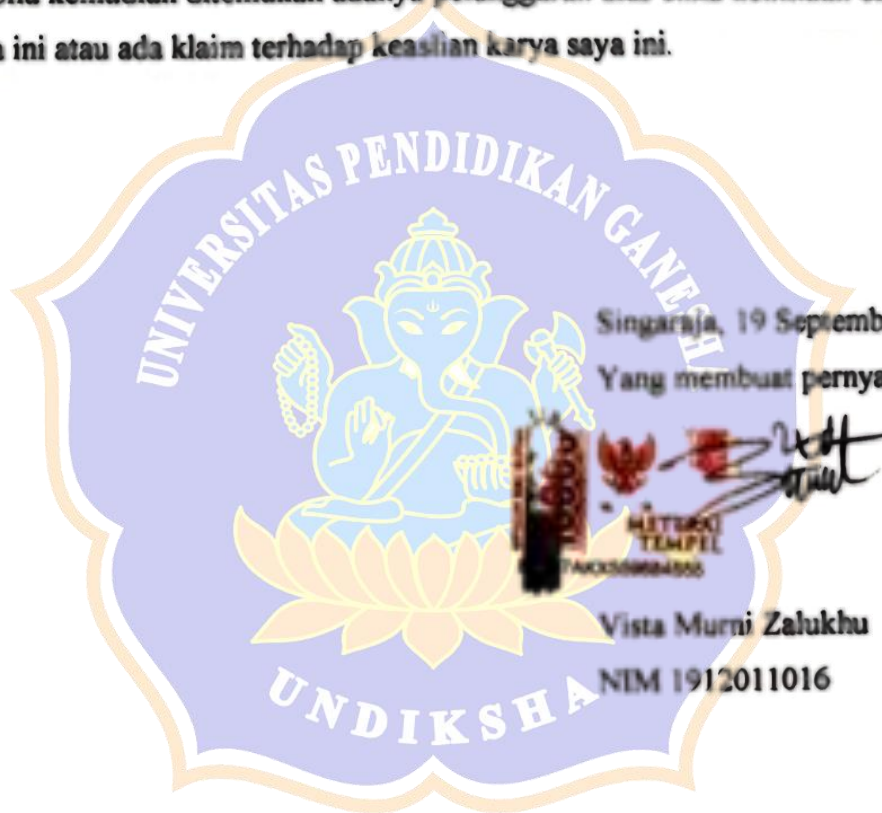 ini atau ada klaim terhadap keaslian karya saya ini.
UNIVERSITAS PENDIDIKAN GANESHA
Singaraja, 19 Septemb
Yang membuat pernya
10000
METERAI
TEMPEL
Vista Murni Zalukhu
NIM 1912011016
UNDIKSHA